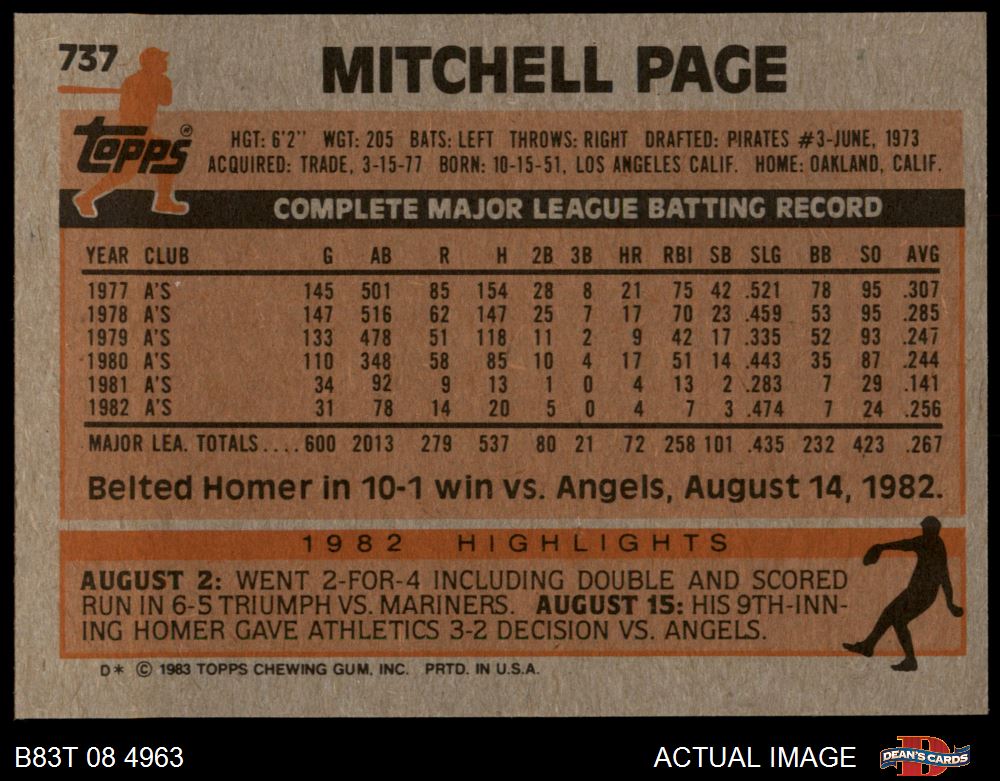 737
MITCHELL PAGE
Topps®
HGT: 6'2" WGT: 205 BATS: LEFT THROWS: RIGHT DRAFTED: PIRATES #3-JUNE, 1973
ACQUIRED: TRADE, 3-15-77 BORN: 10-15-51, LOS ANGELES CALIF. HOME: OAKLAND, CALIF.
COMPLETE MAJOR LEAGUE BATTING RECORD
YEAR CLUB G AB R H 2B 3B HR RBI SB SLG BB SO AVG
1977 A'S 145 501 85 154 28 8 21 75 42 .521 78 95 .307
1978 A'S 147 516 62 147 25 7 17 70 23 .459 53 95 .285
1979 A'S 133 478 51 118 11 2 9 42 17 .335 52 93 .247
1980 A'S 110 348 58 85 10 4 17 51 14 .443 35 87 .244
1981 A'S 34 92 9 13 1 0 4 13 2 .283 7 29 .141
1982 A'S 31 78 14 20 5 0 4 7 3 .474 7 24 .256
MAJOR LEA. TOTALS.... 600 2013 279 537 80 21 72 258 101 .435 232 423 .267
Belted Homer in 10-1 win vs. Angels, August 14, 1982.
1982 HIGHLIGHTS
AUGUST 2: WENT 2-FOR-4 INCLUDING DOUBLE AND SCORED
RUN IN 6-5 TRIUMPH VS. MARINERS. AUGUST 15: HIS 9TH-INN-
ING HOMER GAVE ATHLETICS 3-2 DECISION VS. ANGELS.
D* © 1983 TOPPS CHEWING GUM, INC. PRTD. IN U.S.A.
B83T 08 4963 ACTUAL IMAGE D DEAN'S CARDS